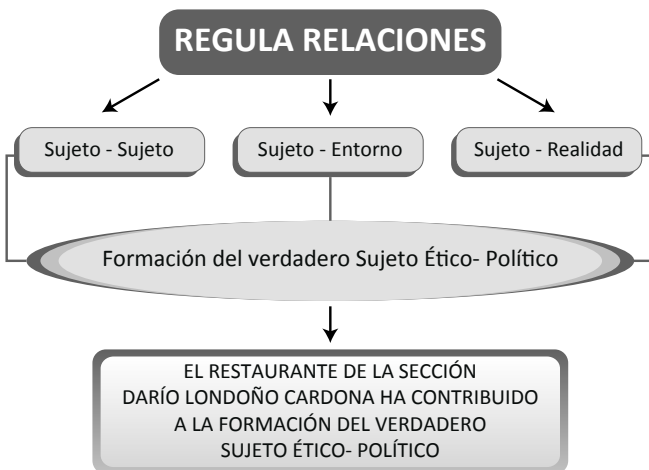 REGULA RELACIONES
Sujeto - Sujeto
Sujeto - Entorno
Sujeto - Realidad
Formación del verdadero Sujeto Ético- Político
EL RESTAURANTE DE LA SECCIÓN
DARÍO LONDOÑO CARDONA HA CONTRIBUIDO
A LA FORMACIÓN DEL VERDADERO
SUJETO ÉTICO- POLÍTICO